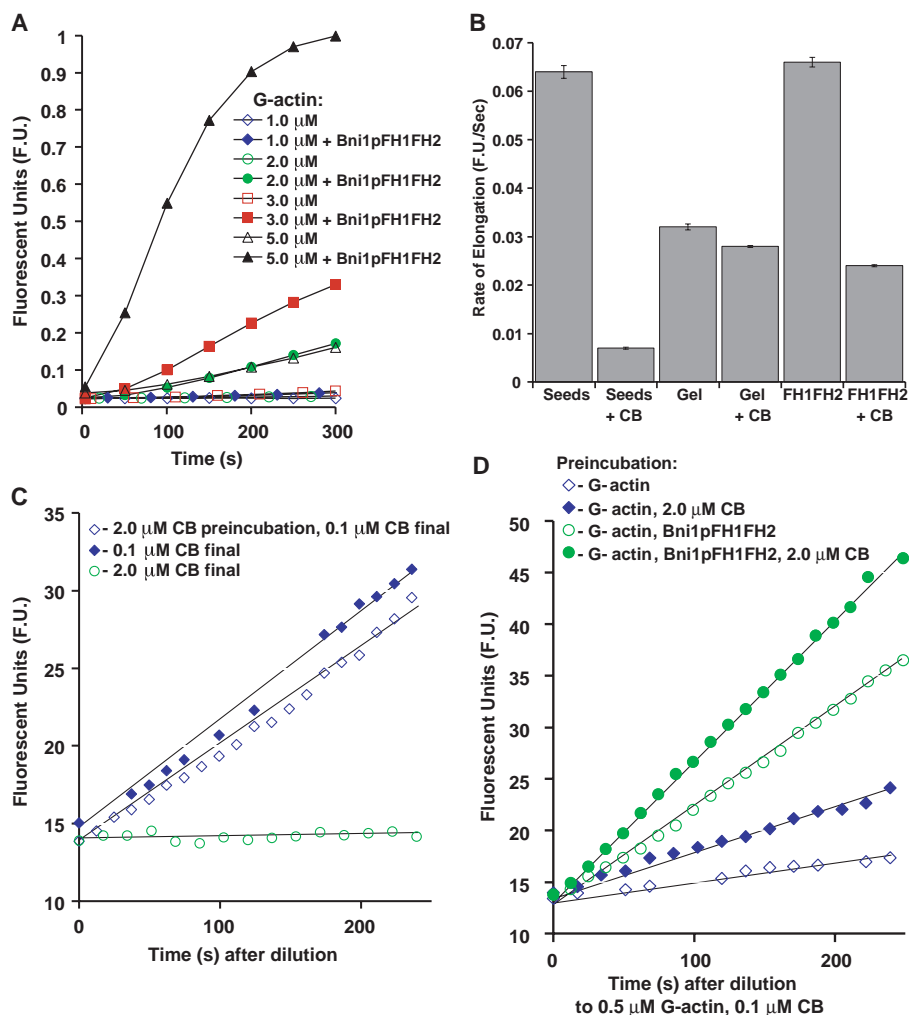 A
Fluorescent Units (F.U.)
1
0.9
0.8
0.7
0.6
0.5
0.4
0.3
0.2
0.1
0
G-actin:
1.0 μM
1.0 μM + Bni1pFH1FH2
2.0 μM
2.0 μM + Bni1pFH1FH2
3.0 μM
3.0 μM + Bni1pFH1FH2
5.0 μM
5.0 μM + Bni1pFH1FH2
0 100 200 300
Time (s)
B
Rate of Elongation (F.U./Sec)
0.07
0.06
0.05
0.04
0.03
0.02
0.01
0
Seeds Seeds Gel Gel FH1FH2 FH1FH2
+ CB + CB + CB
C
- 2.0 μM CB preincubation, 0.1 μM CB final
- 0.1 μM CB final
- 2.0 μM CB final
Fluorescent Units (F.U.)
35
30
25
20
15
10
0 100 200
Time (s) after dilution
D
Preincubation:
- G- actin
- G- actin, 2.0 μM CB
- G- actin, Bni1pFH1FH2
- G- actin, Bni1pFH1FH2, 2.0 μM CB
Fluorescent Units (F.U.)
50
45
40
35
30
25
20
15
10
0 100 200
Time (s) after dilution
to 0.5 μM G-actin, 0.1 μM CB